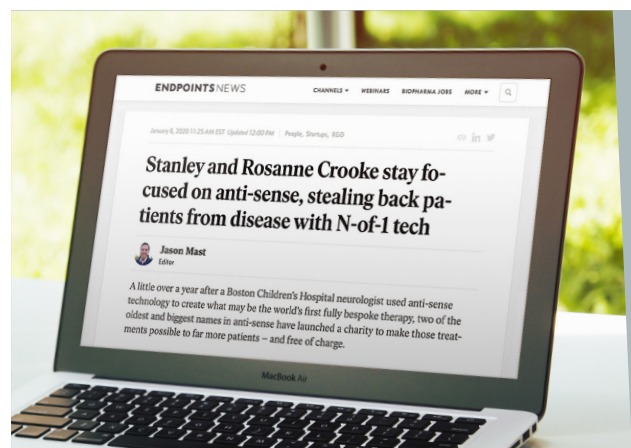 ENDPOINTS NEWS
CHANNELS WEBINARS BIOPHARMA JOBS MORE
January 8, 2020 11:25 AM EST Updated 12:00 PM People, Startups, R&D
in
Stanley and Rosanne Crooke stay fo-
cused on anti-sense, stealing back pa-
tients from disease with N-of-1 tech
Jason Mast
Editor
A little over a year after a Boston Children's Hospital neurologist used anti-sense
technology to create what may be the world's first fully bespoke therapy, two of the
oldest and biggest names in anti-sense have launched a charity to make those treat-
ments possible to far more patients – and free of charge.
MacBook Air